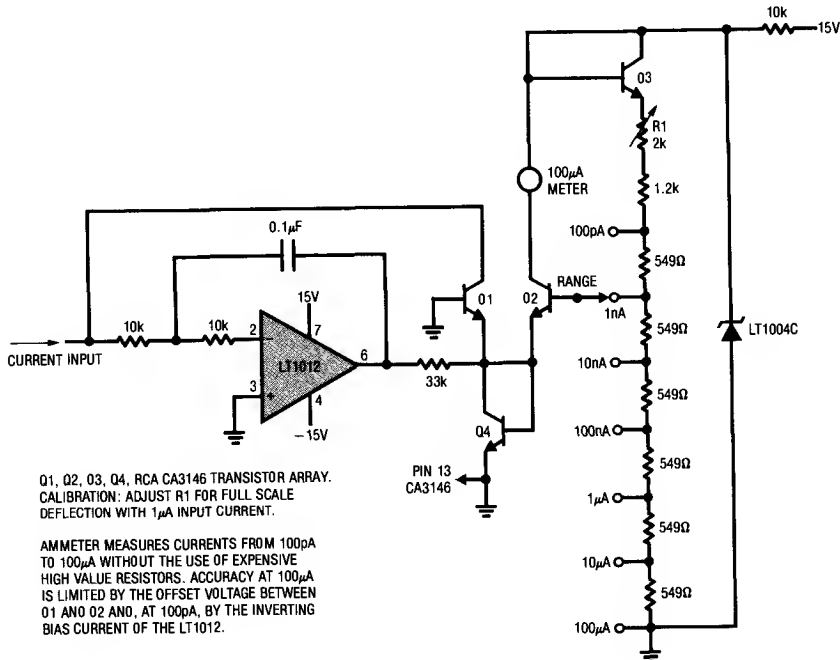 10k
15V
Q3
R1
2k
100µA
METER
1.2k
0.1µF
100pA
549Ω
Q1
Q2
RANGE
1nA
LT1004C
15V
10k
10k
2
7
549Ω
CURRENT INPUT
LT1012
6
10nA
3
4
33k
549Ω
–15V
Q4
100nA
PIN 13
CA3146
549Ω
1µA
549Ω
10µA
549Ω
100µA
Q1, Q2, Q3, Q4, RCA CA3146 TRANSISTOR ARRAY.
CALIBRATION: ADJUST R1 FOR FULL SCALE
DEFLECTION WITH 1µA INPUT CURRENT.
AMMETER MEASURES CURRENTS FROM 100pA
TO 100µA WITHOUT THE USE OF EXPENSIVE
HIGH VALUE RESISTORS. ACCURACY AT 100µA
IS LIMITED BY THE OFFSET VOLTAGE BETWEEN
Q1 AND Q2 AND, AT 100pA, BY THE INVERTING
BIAS CURRENT OF THE LT1012.